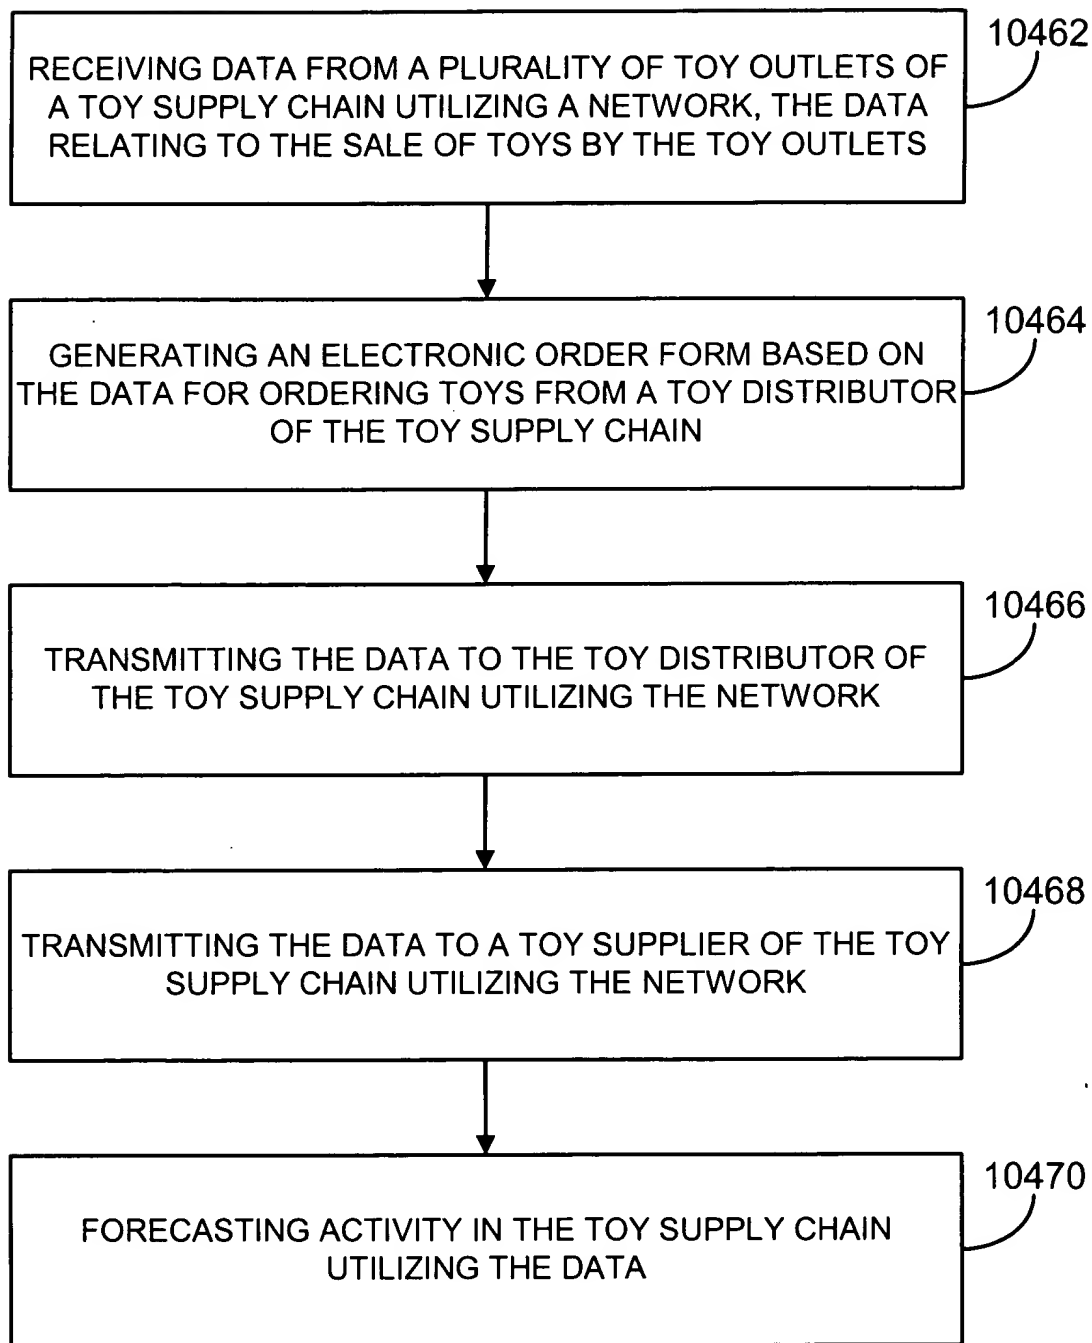 10462
RECEIVING DATA FROM A PLURALITY OF TOY OUTLETS OF
A TOY SUPPLY CHAIN UTILIZING A NETWORK, THE DATA
RELATING TO THE SALE OF TOYS BY THE TOY OUTLETS
10464
GENERATING AN ELECTRONIC ORDER FORM BASED ON
THE DATA FOR ORDERING TOYS FROM A TOY DISTRIBUTOR
OF THE TOY SUPPLY CHAIN
10466
TRANSMITTING THE DATA TO THE TOY DISTRIBUTOR OF
THE TOY SUPPLY CHAIN UTILIZING THE NETWORK
10468
TRANSMITTING THE DATA TO A TOY SUPPLIER OF THE TOY
SUPPLY CHAIN UTILIZING THE NETWORK
10470
FORECASTING ACTIVITY IN THE TOY SUPPLY CHAIN
UTILIZING THE DATA